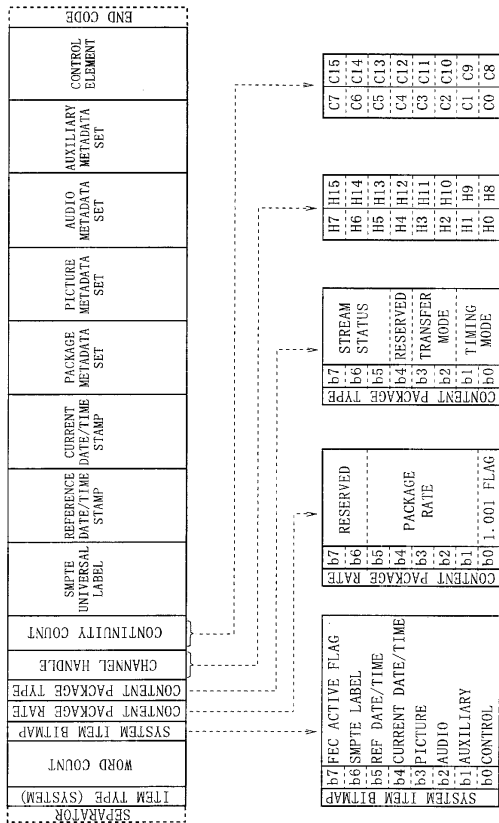 SEPARATOR
ITEM TYPE (SYSTEM)
WORD COUNT
SYSTEM ITEM BITMAP
CONTENT PACKAGE RATE
CONTENT PACKAGE TYPE
CHANNEL HANDLE
CONTINUITY COUNT
SMPTE
UNIVERSAL
LABEL
REFERENCE
DATE/TIME
STAMP
CURRENT
DATE/TIME
STAMP
PACKAGE
METADATA
SET
PICTURE
METADATA
SET
AUDIO
METADATA
SET
AUXILIARY
METADATA
SET
CONTROL
ELEMENT
END CODE
SYSTEM ITEM BITMAP
b7 FEC ACTIVE FLAG
b6 SMPTE LABEL
b5 REF DATE/TIME
b4 CURRENT DATE/TIME
b3 PICTURE
b2 AUDIO
b1 AUXILIARY
b0 CONTROL
CONTENT PACKAGE RATE
b7
b6
b5
b4
b3
b2
b1
b0
RESERVED
PACKAGE
RATE
1.001 FLAG
CONTENT PACKAGE TYPE
b7
b6
b5
b4
b3
b2
b1
b0
STREAM
STATUS
RESERVED
TRANSFER
MODE
TIMING
MODE
H7 H15
H6 H14
H5 H13
H4 H12
H3 H11
H2 H10
H1 H9
H0 H8
C7 C15
C6 C14
C5 C13
C4 C12
C3 C11
C2 C10
C1 C9
C0 C8